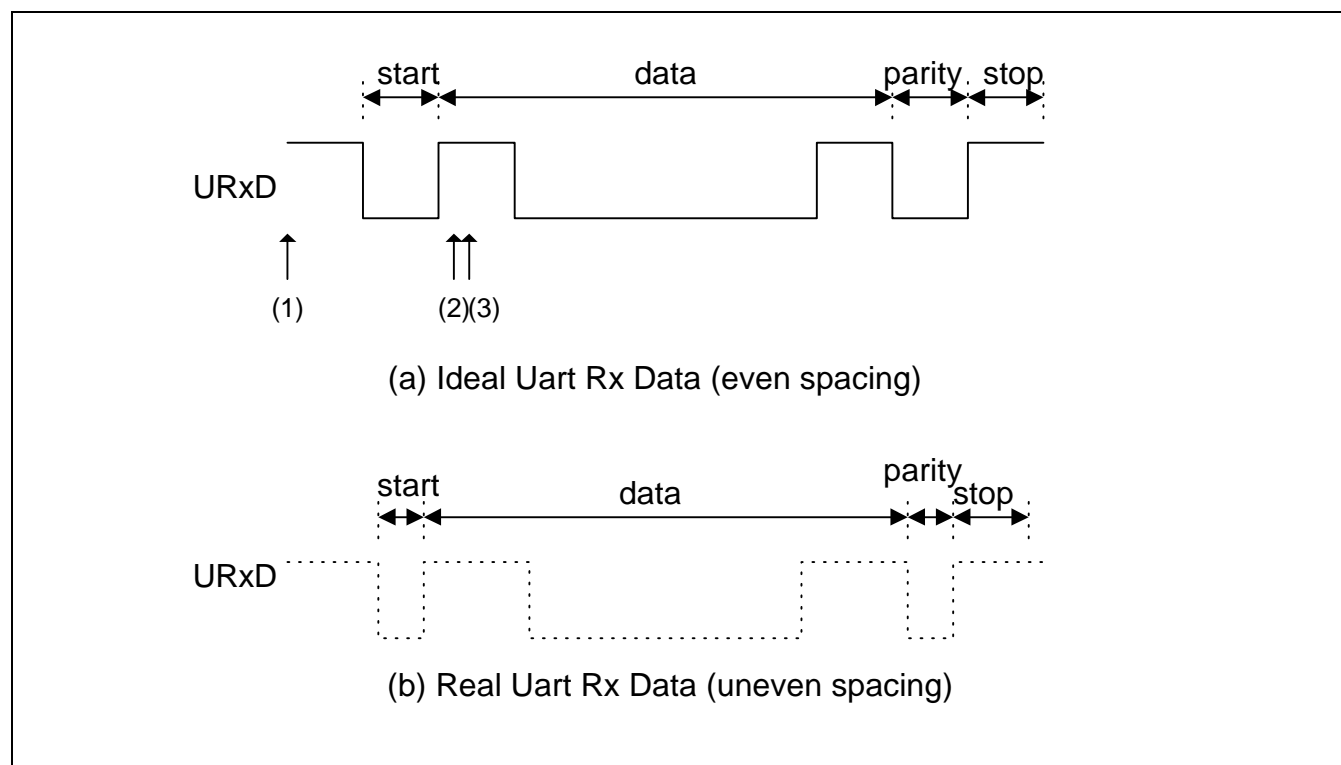 start data parity stop
URxD
(1) (2)(3)
(a) Ideal Uart Rx Data (even spacing)
parity
start data stop
URxD
(b) Real Uart Rx Data (uneven spacing)